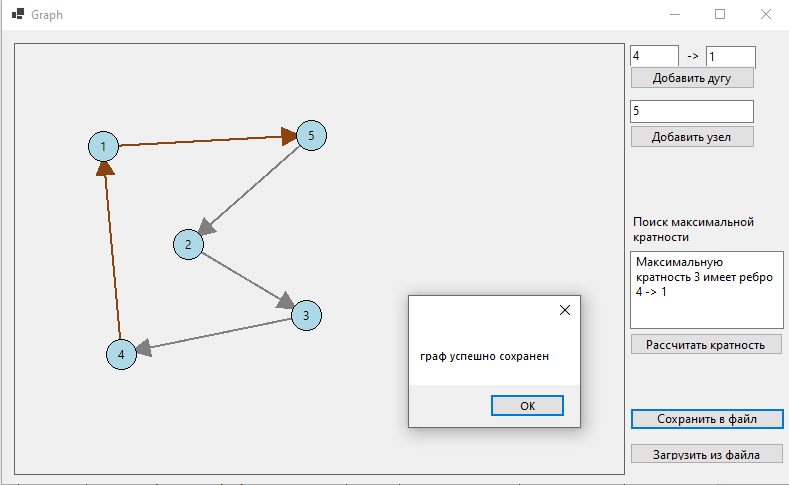 Graph
4 -> 1
Добавить дугу
5
Добавить узел
1
5
2
3
4
Поиск максимальной
кратности
Максимальную
кратность 3 имеет ребро
4 -> 1
Рассчитать кратность
граф успешно сохранен
OK
Сохранить в файл
Загрузить из файла